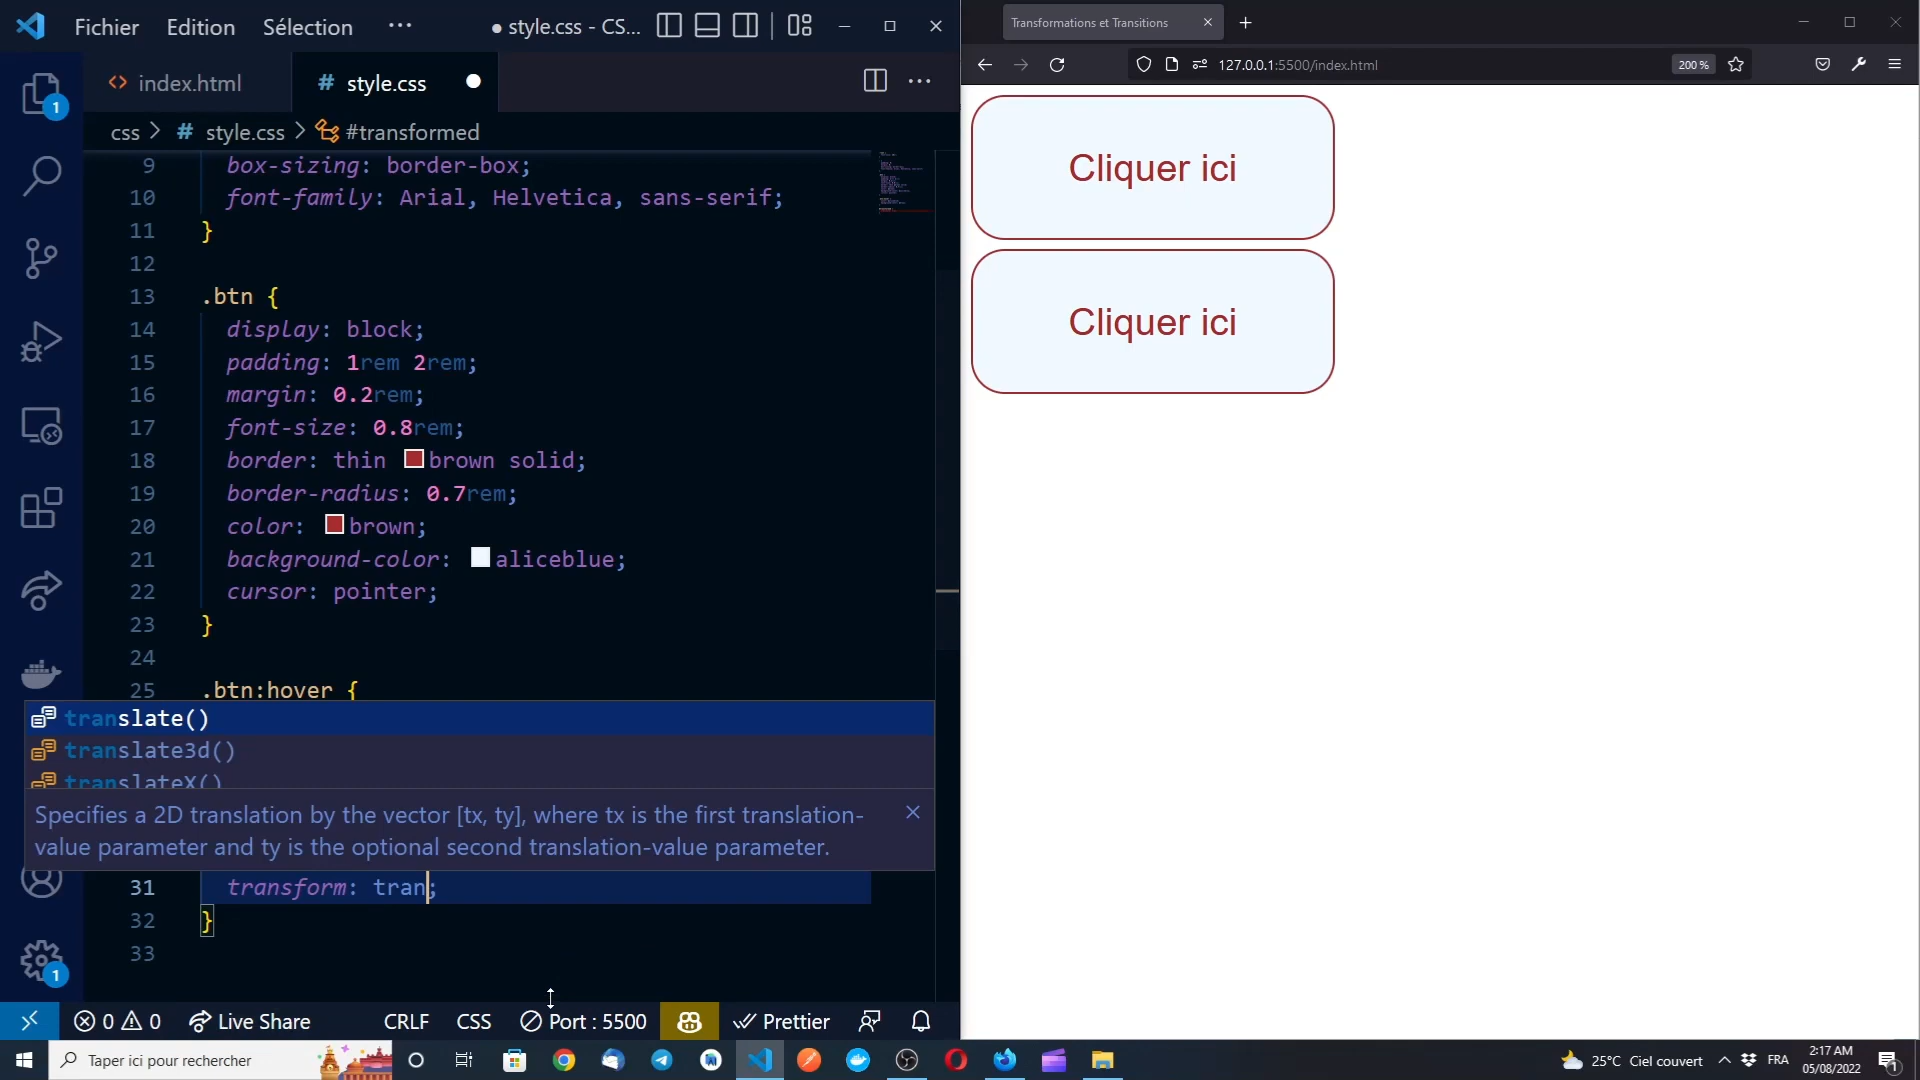 Fichier Edition Sélection ··· ● style.css - CS...
Transformations et Transitions
index.html # style.css
127.0.0.1:5500/index.html 200 %
css > # style.css > #transformed
9 box-sizing: border-box;
10 font-family: Arial, Helvetica, sans-serif;
11 }
12
13 .btn {
14 display: block;
15 padding: 1rem 2rem;
16 margin: 0.2rem;
17 font-size: 0.8rem;
18 border: thin brown solid;
19 border-radius: 0.7rem;
20 color: brown;
21 background-color: aliceblue;
22 cursor: pointer;
23 }
24
25 .btn:hover {
translate()
translate3d()
translateX()
Specifies a 2D translation by the vector [tx, ty], where tx is the first translation-
value parameter and ty is the optional second translation-value parameter.
31 transform: tran;
32 }
33
Cliquer ici
Cliquer ici
1
1
0 0 Live Share CRLF CSS Port : 5500 Prettier
Taper ici pour rechercher
25°C Ciel couvert FRA 2:17 AM
05/08/2022
1